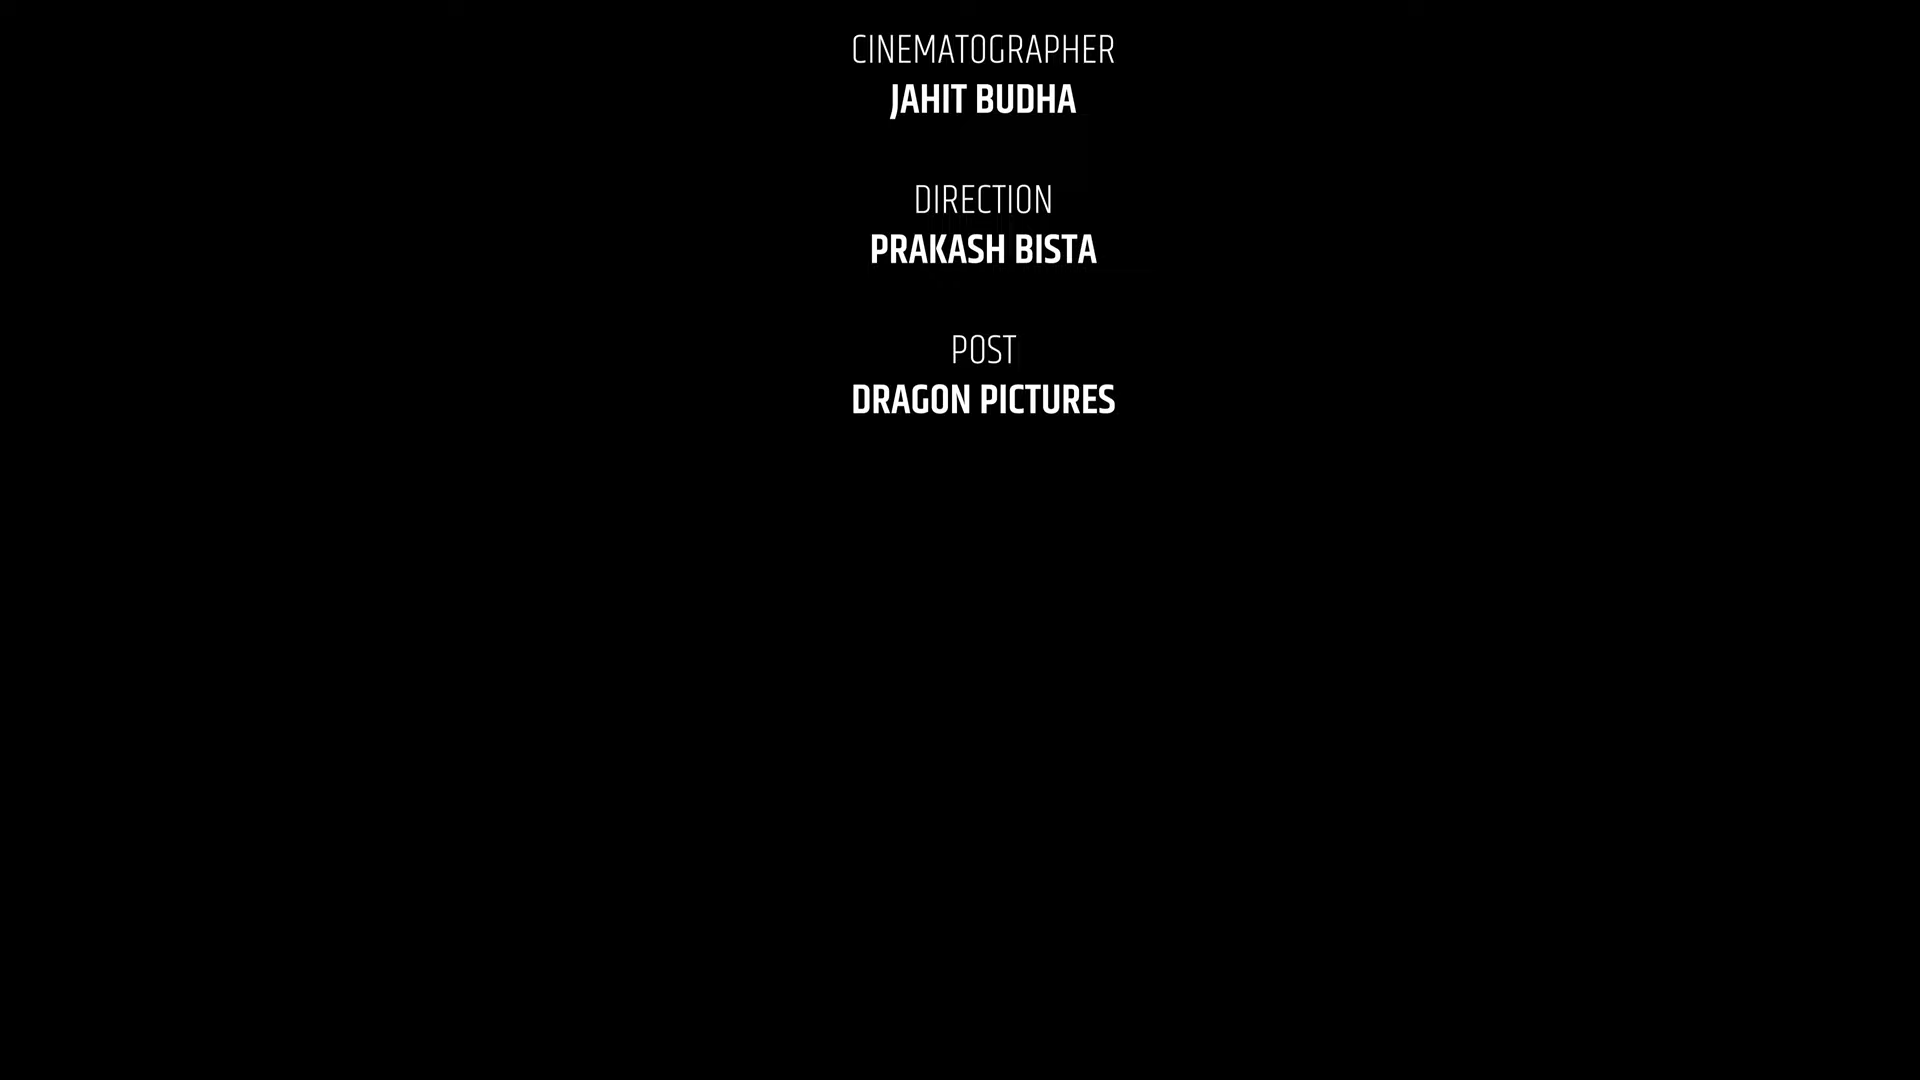 CINEMATOGRAPHER
JAHIT BUDHA
DIRECTION
PRAKASH BISTA
POST
DRAGON PICTURES